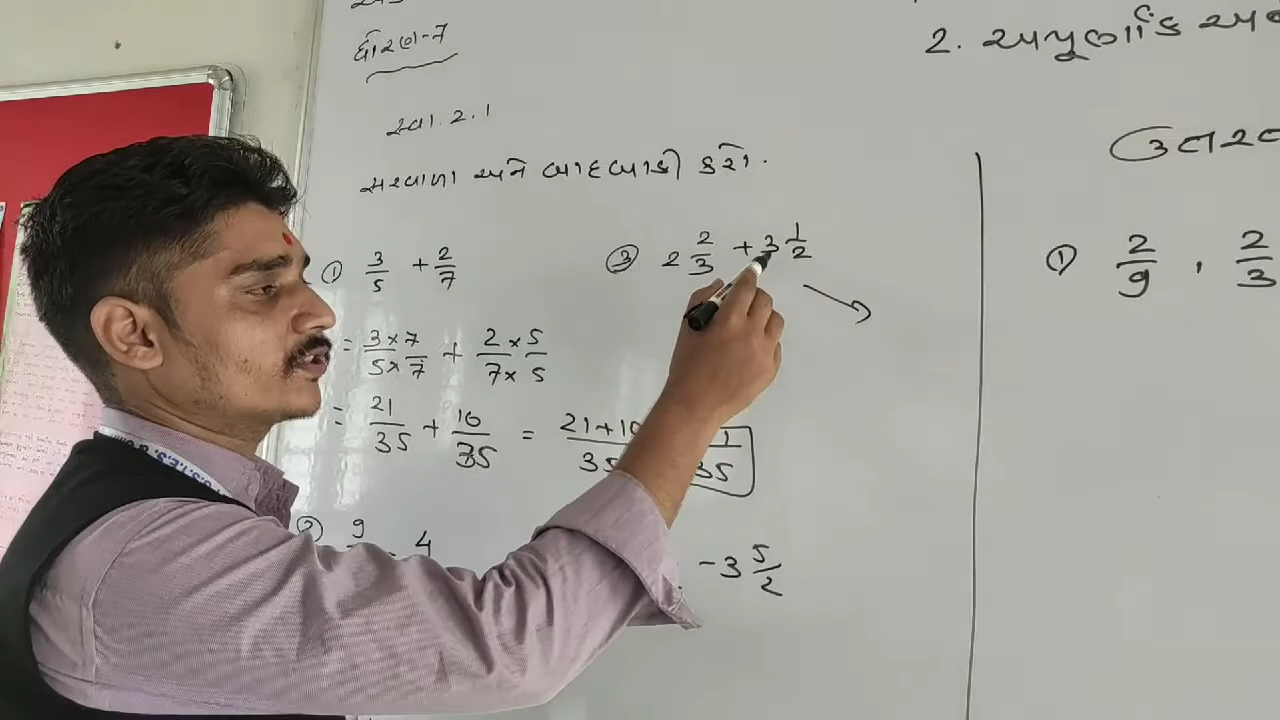 ધોરણ-7
સ્વા. 2.1
સરવાળા અને બાદબાકી કરો.
① 3/5 + 2/7
= 3×7/5×7 + 2×5/7×5
= 21/35 + 10/35 = 21+10/35
② 9 - 4
③ 2 2/3 + 3 1/2
- 3 5/2
2. અપૂર્ણાંક
① 2/9 , 2/3